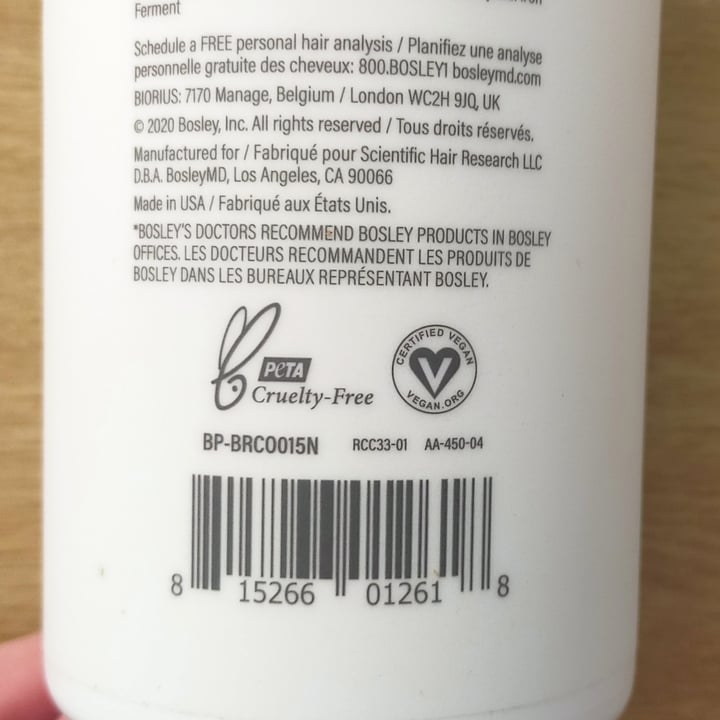 Ferment
Schedule a FREE personal hair analysis / Planifiez une analyse
personnelle gratuite des cheveux: 800.BOSLEY1 bosleymd.com
BIORIUS: 7170 Manage, Belgium / London WC2H 9JQ, UK
© 2020 Bosley, Inc. All rights reserved / Tous droits réservés.
Manufactured for / Fabriqué pour Scientific Hair Research LLC
D.B.A. BosleyMD, Los Angeles, CA 90066
Made in USA / Fabriqué aux États Unis.
*BOSLEY'S DOCTORS RECOMMEND BOSLEY PRODUCTS IN BOSLEY
OFFICES. LES DOCTEURS RECOMMANDENT LES PRODUITS DE
BOSLEY DANS LES BUREAUX REPRÉSENTANT BOSLEY.
PETA
Cruelty-Free
CERTIFIED VEGAN
V
VEGAN.ORG
BP-BRC0015N RCC33-01 AA-450-04
8 15266 01261 8